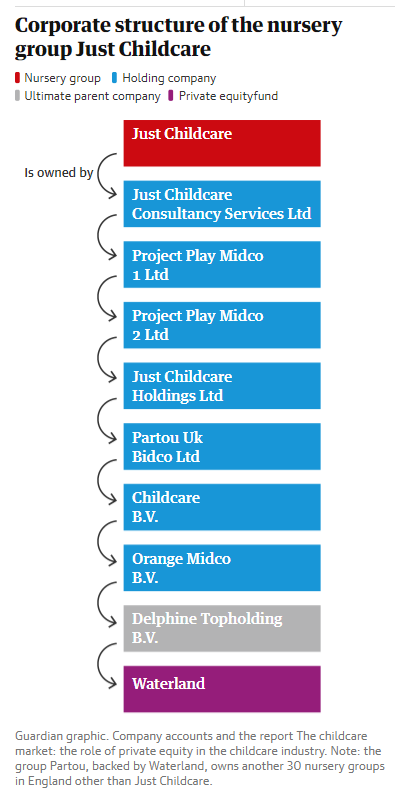 Corporate structure of the nursery
group Just Childcare
Nursery group Holding company
Ultimate parent company Private equityfund
Just Childcare
Is owned by
Just Childcare
Consultancy Services Ltd
Project Play Midco
1 Ltd
Project Play Midco
2 Ltd
Just Childcare
Holdings Ltd
Partou Uk
Bidco Ltd
Childcare
B.V.
Orange Midco
B.V.
Delphine Topholding
B.V.
Waterland
Guardian graphic. Company accounts and the report The childcare
market: the role of private equity in the childcare industry. Note: the
group Partou, backed by Waterland, owns another 30 nursery groups
in England other than Just Childcare.